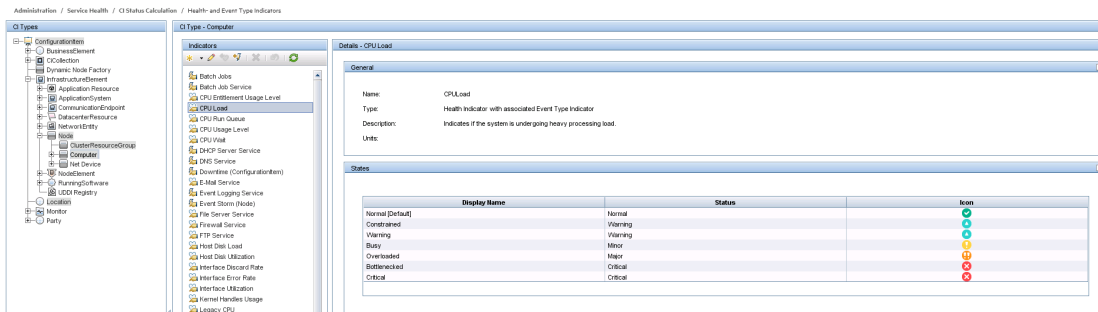 Administration / Service Health / CI Status Calculation / Health- and Event Type Indicators
CI Types
ConfigurationItem
BusinessElement
CiCollection
Dynamic Node Factory
InfrastructureElement
Application Resource
ApplicationSystem
CommunicationEndpoint
DatacenterResource
NetworkEntity
Node
ClusterResourceGroup
Computer
Net Device
NodeElement
RunningSoftware
UDDI Registry
Location
Monitor
Party
CI Type - Computer
Indicators
Batch Jobs
Batch Job Service
CPU Entitlement Usage Level
CPU Load
CPU Run Queue
CPU Usage Level
CPU Wait
DHCP Server Service
DNS Service
Downtime (ConfigurationItem)
E-Mail Service
Event Logging Service
Event Storm (Node)
File Server Service
Firewall Service
FTP Service
Host Disk Load
Host Disk Utilization
Interface Discard Rate
Interface Error Rate
Interface Utilization
Kernel Handles Usage
Legacy CPU
Details - CPU Load
General
Name: CPULoad
Type: Health Indicator with associated Event Type Indicator
Description: Indicates if the system is undergoing heavy processing load.
Units:
States
Display Name Status Icon
Normal [Default] Normal
Constrained Warning
Warning Warning
Busy Minor
Overloaded Major
Bottlenecked Critical
Critical Critical